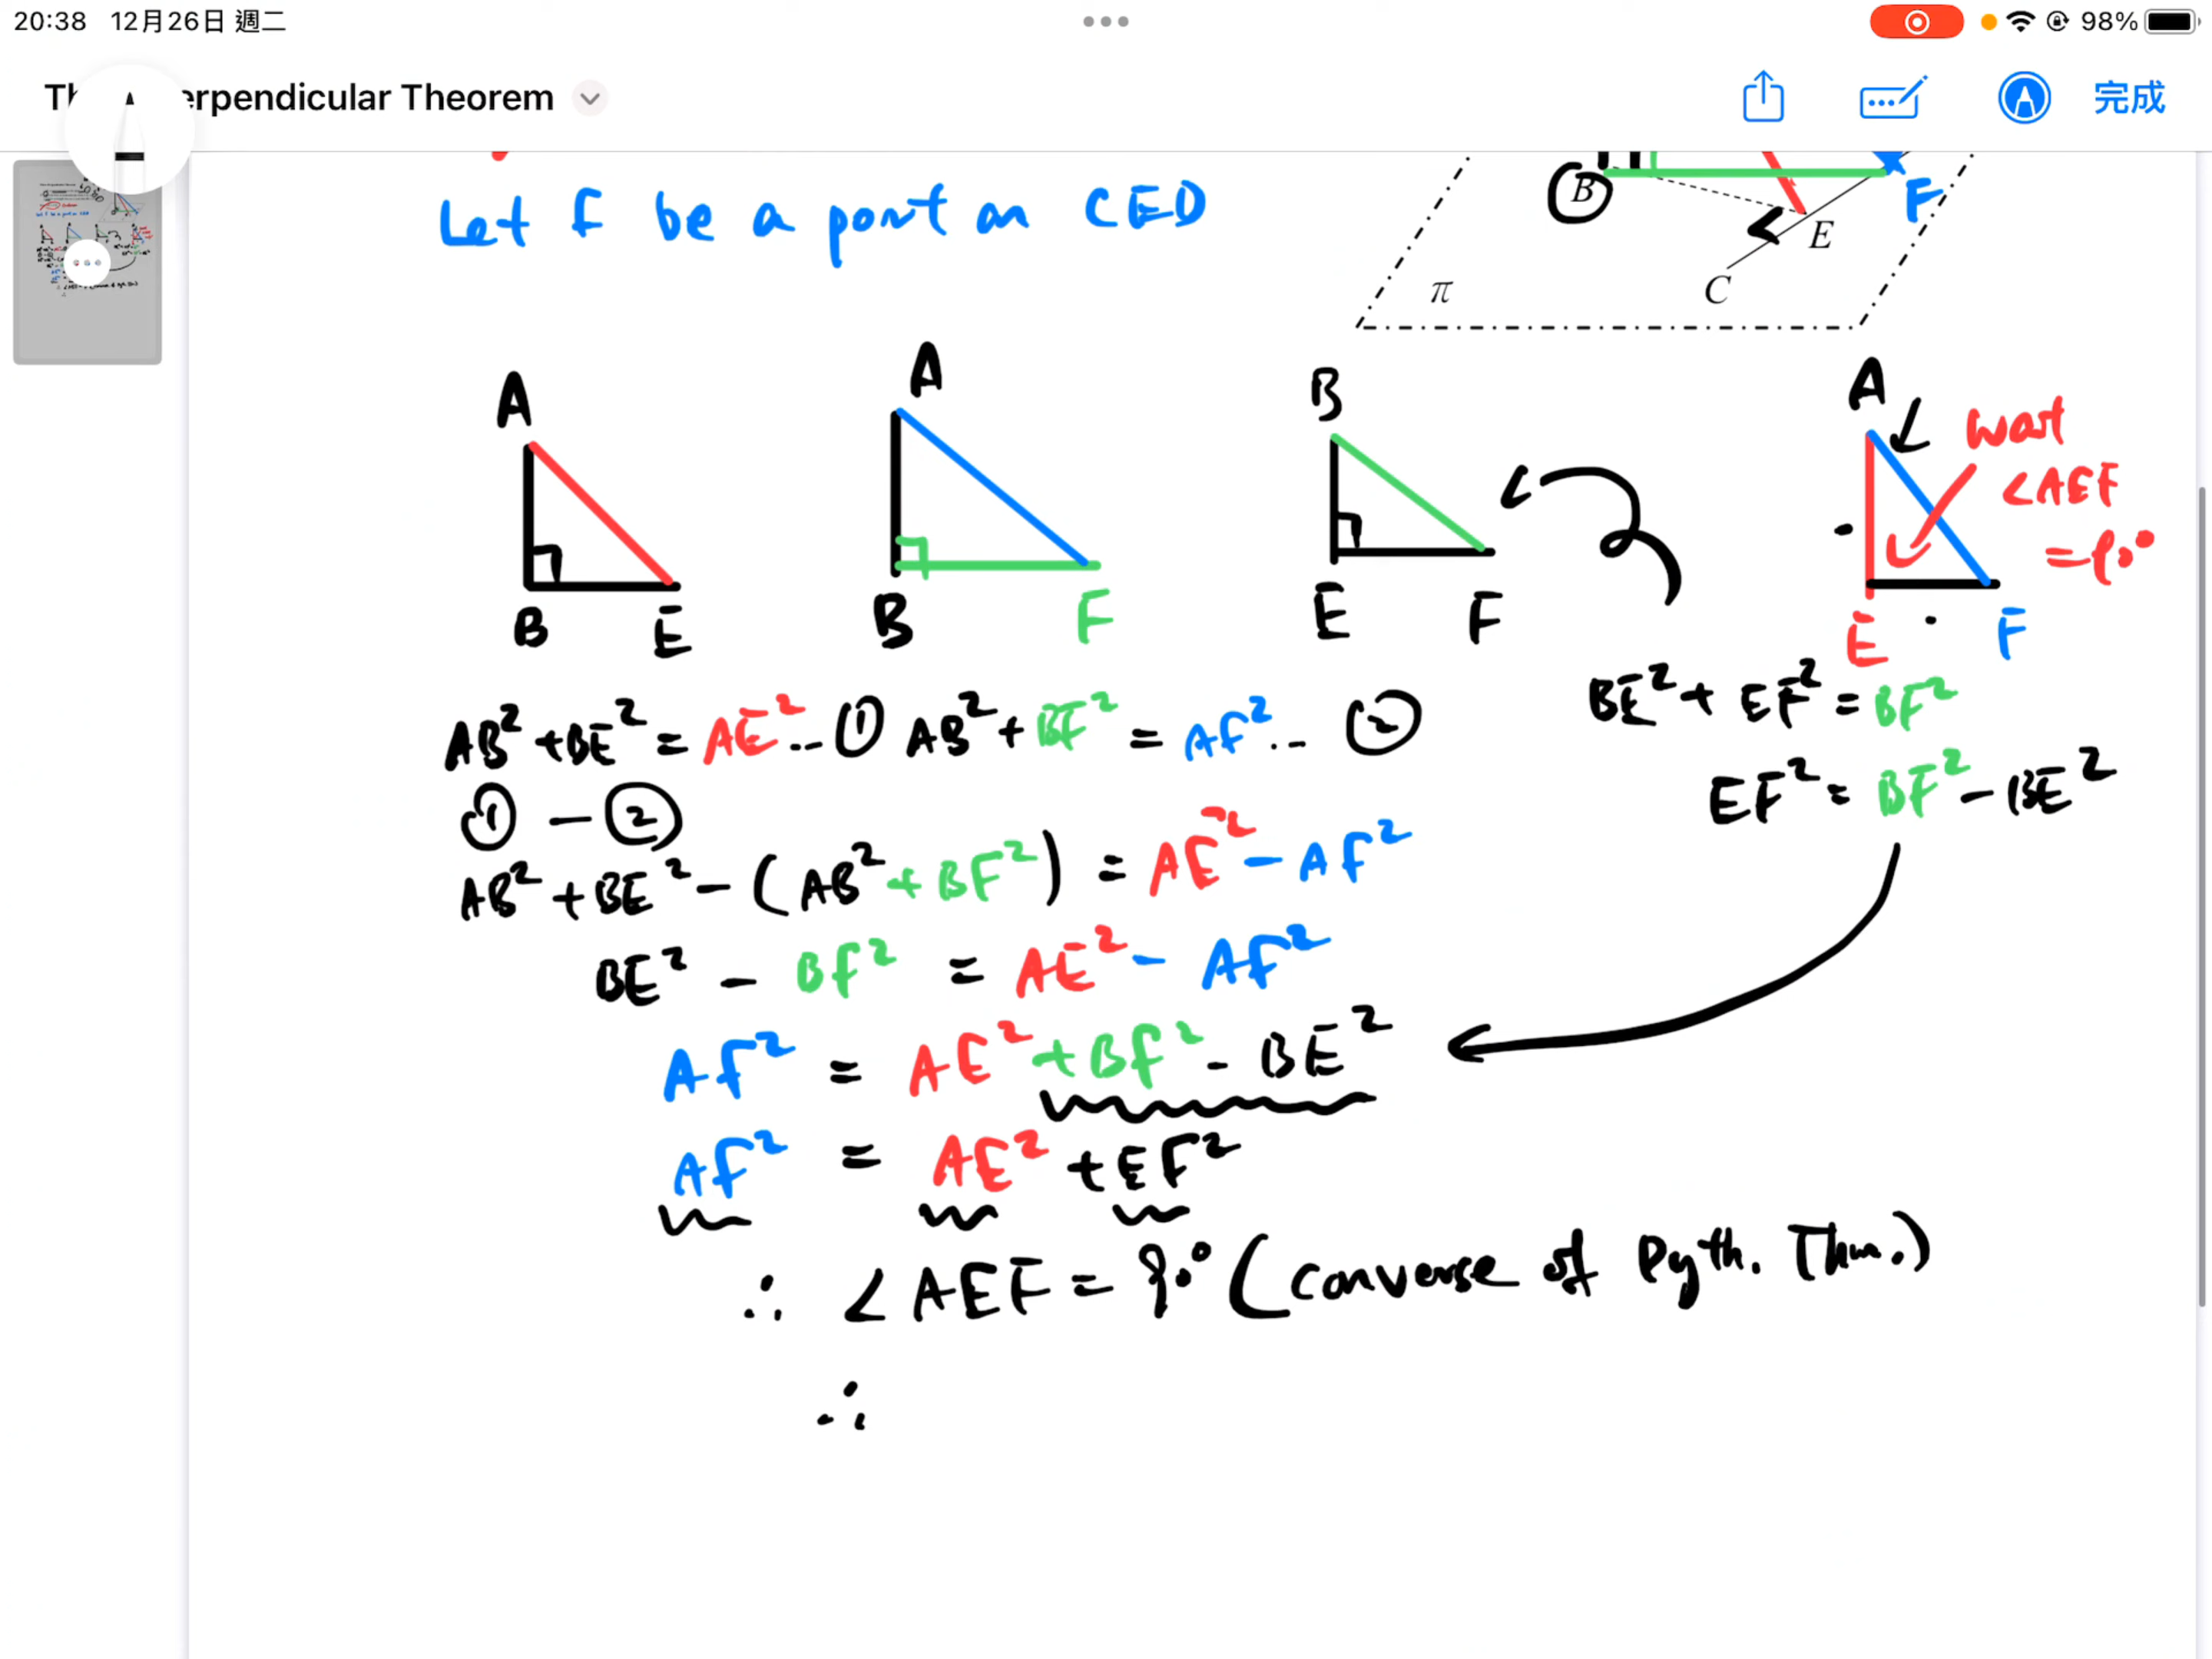 20:38 12月26日 週二
98%
Th erpendicular Theorem
完成
Let F be a point on CED
B
F
E
C
π
A
B
E
A
B
F
B
E
F
A
E
F
want
∠AEF
=90°
AB²+BE²=AE²...① AB²+BF²=AF²... ②
BE²+EF²=BF²
EF²=BF²-BE²
①-②
AB²+BE²-(AB²+BF²)=AE²-AF²
BE²-BF²=AE²-AF²
AF²=AE²+BF²-BE²
AF²=AE²+EF²
∴ ∠AEF=90° (converse of Pyth. Thm.)
∴